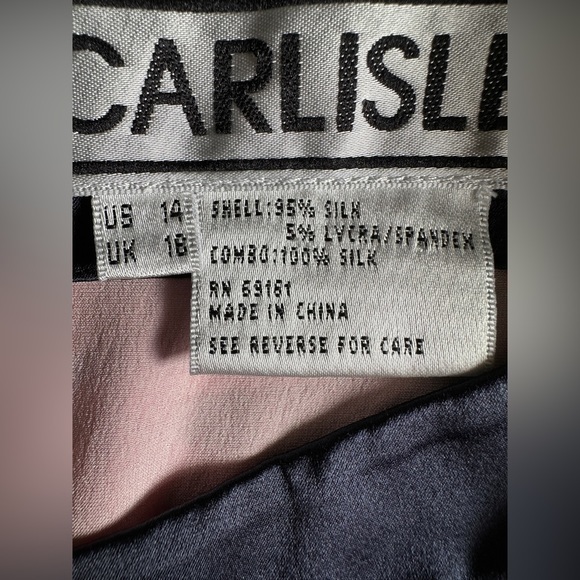 CARLISLE
US 14
UK 16
SHELL:95% SILK
5% LYCRA/SPANDEX
COMBO:100% SILK
RN 69161
MADE IN CHINA
SEE REVERSE FOR CARE